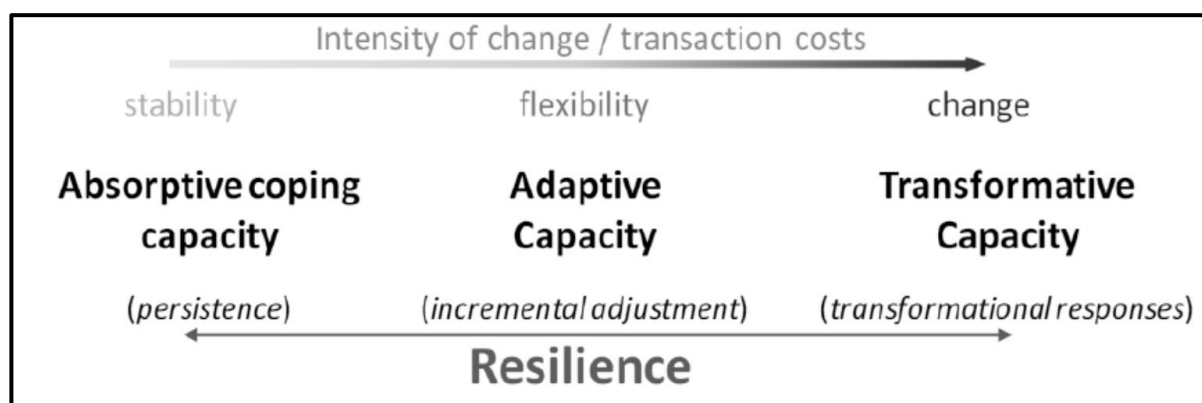 Intensity of change / transaction costs
stability flexibility change
Absorptive coping Adaptive Transformative
capacity Capacity Capacity
(persistence) (incremental adjustment) (transformational responses)
Resilience